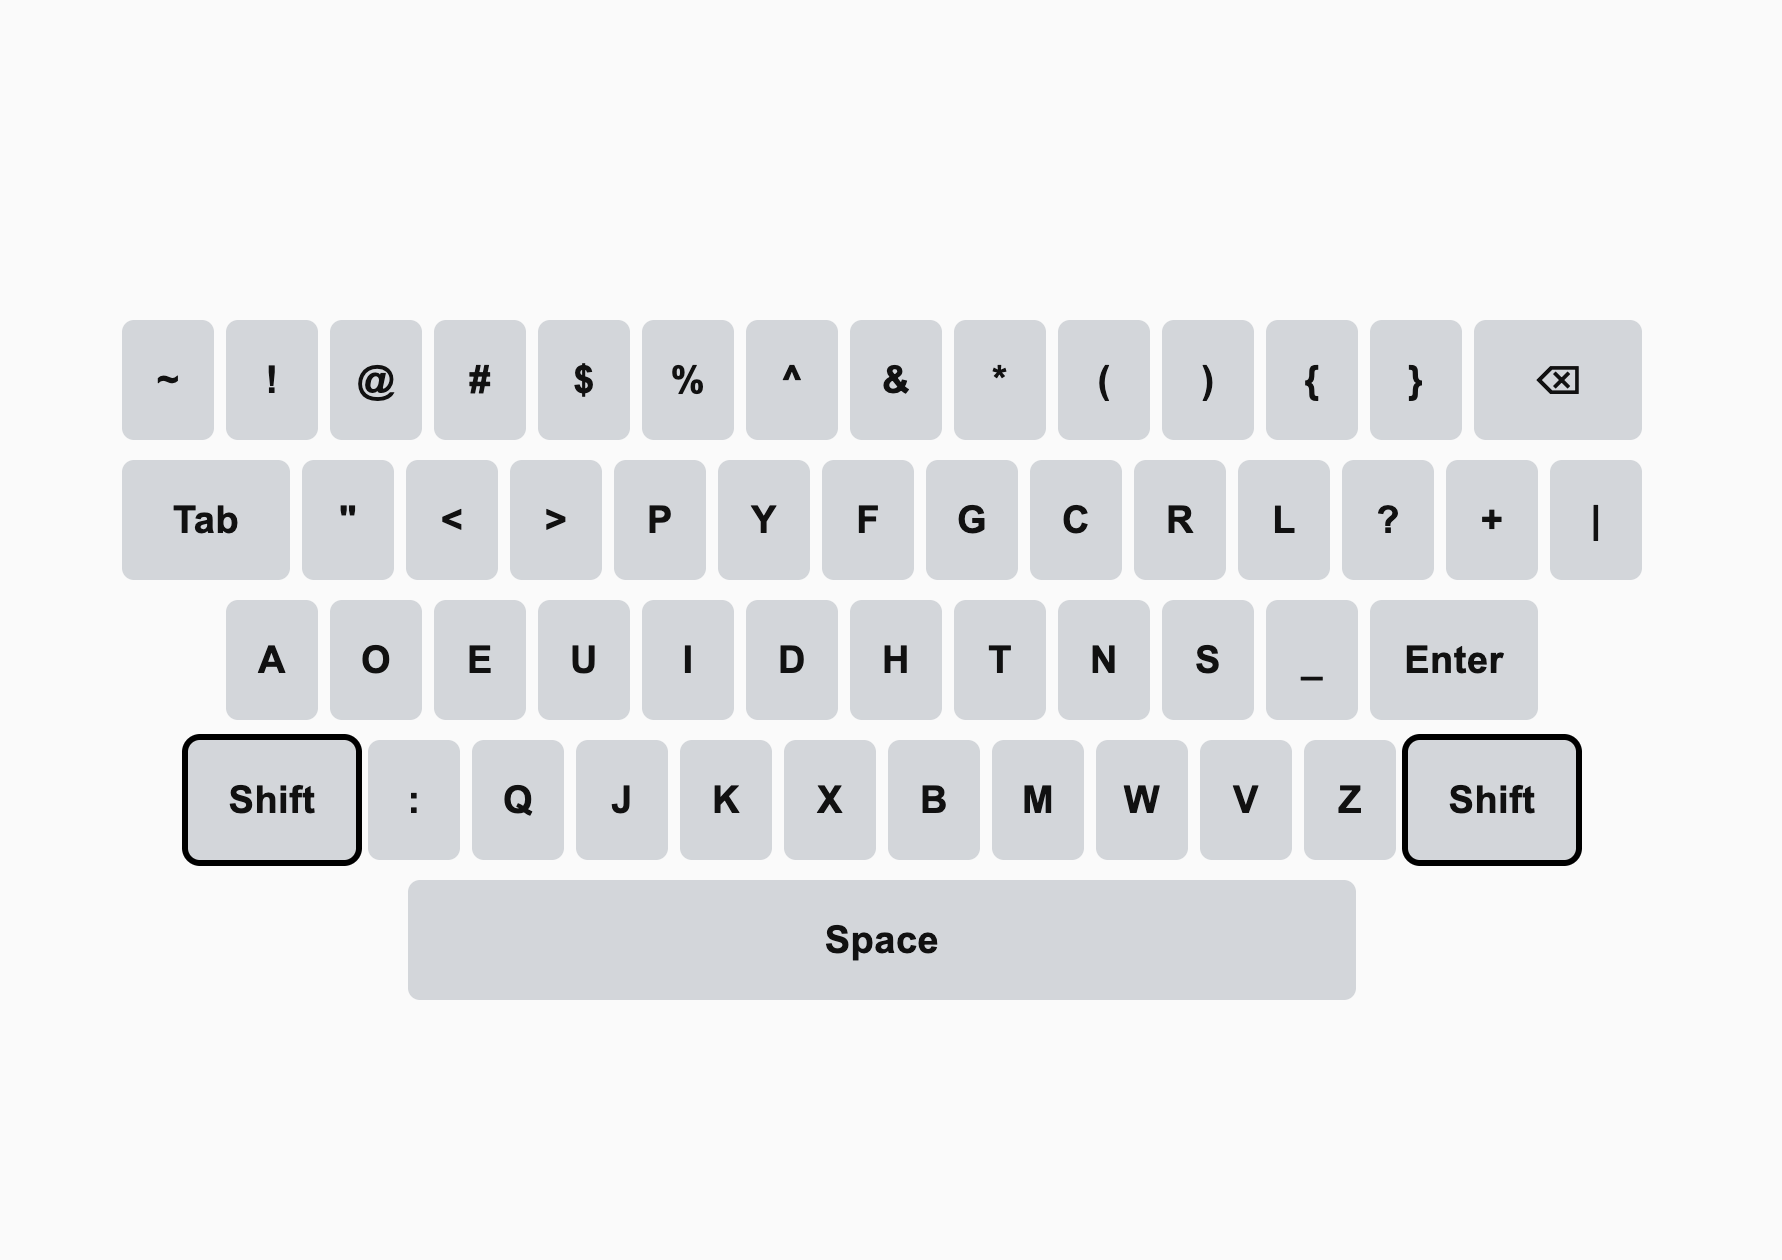 ~ ! @ # $ % ^ & * ( ) { } ⌫
Tab " < > P Y F G C R L ? + |
A O E U I D H T N S _ Enter
Shift : Q J K X B M W V Z Shift
Space